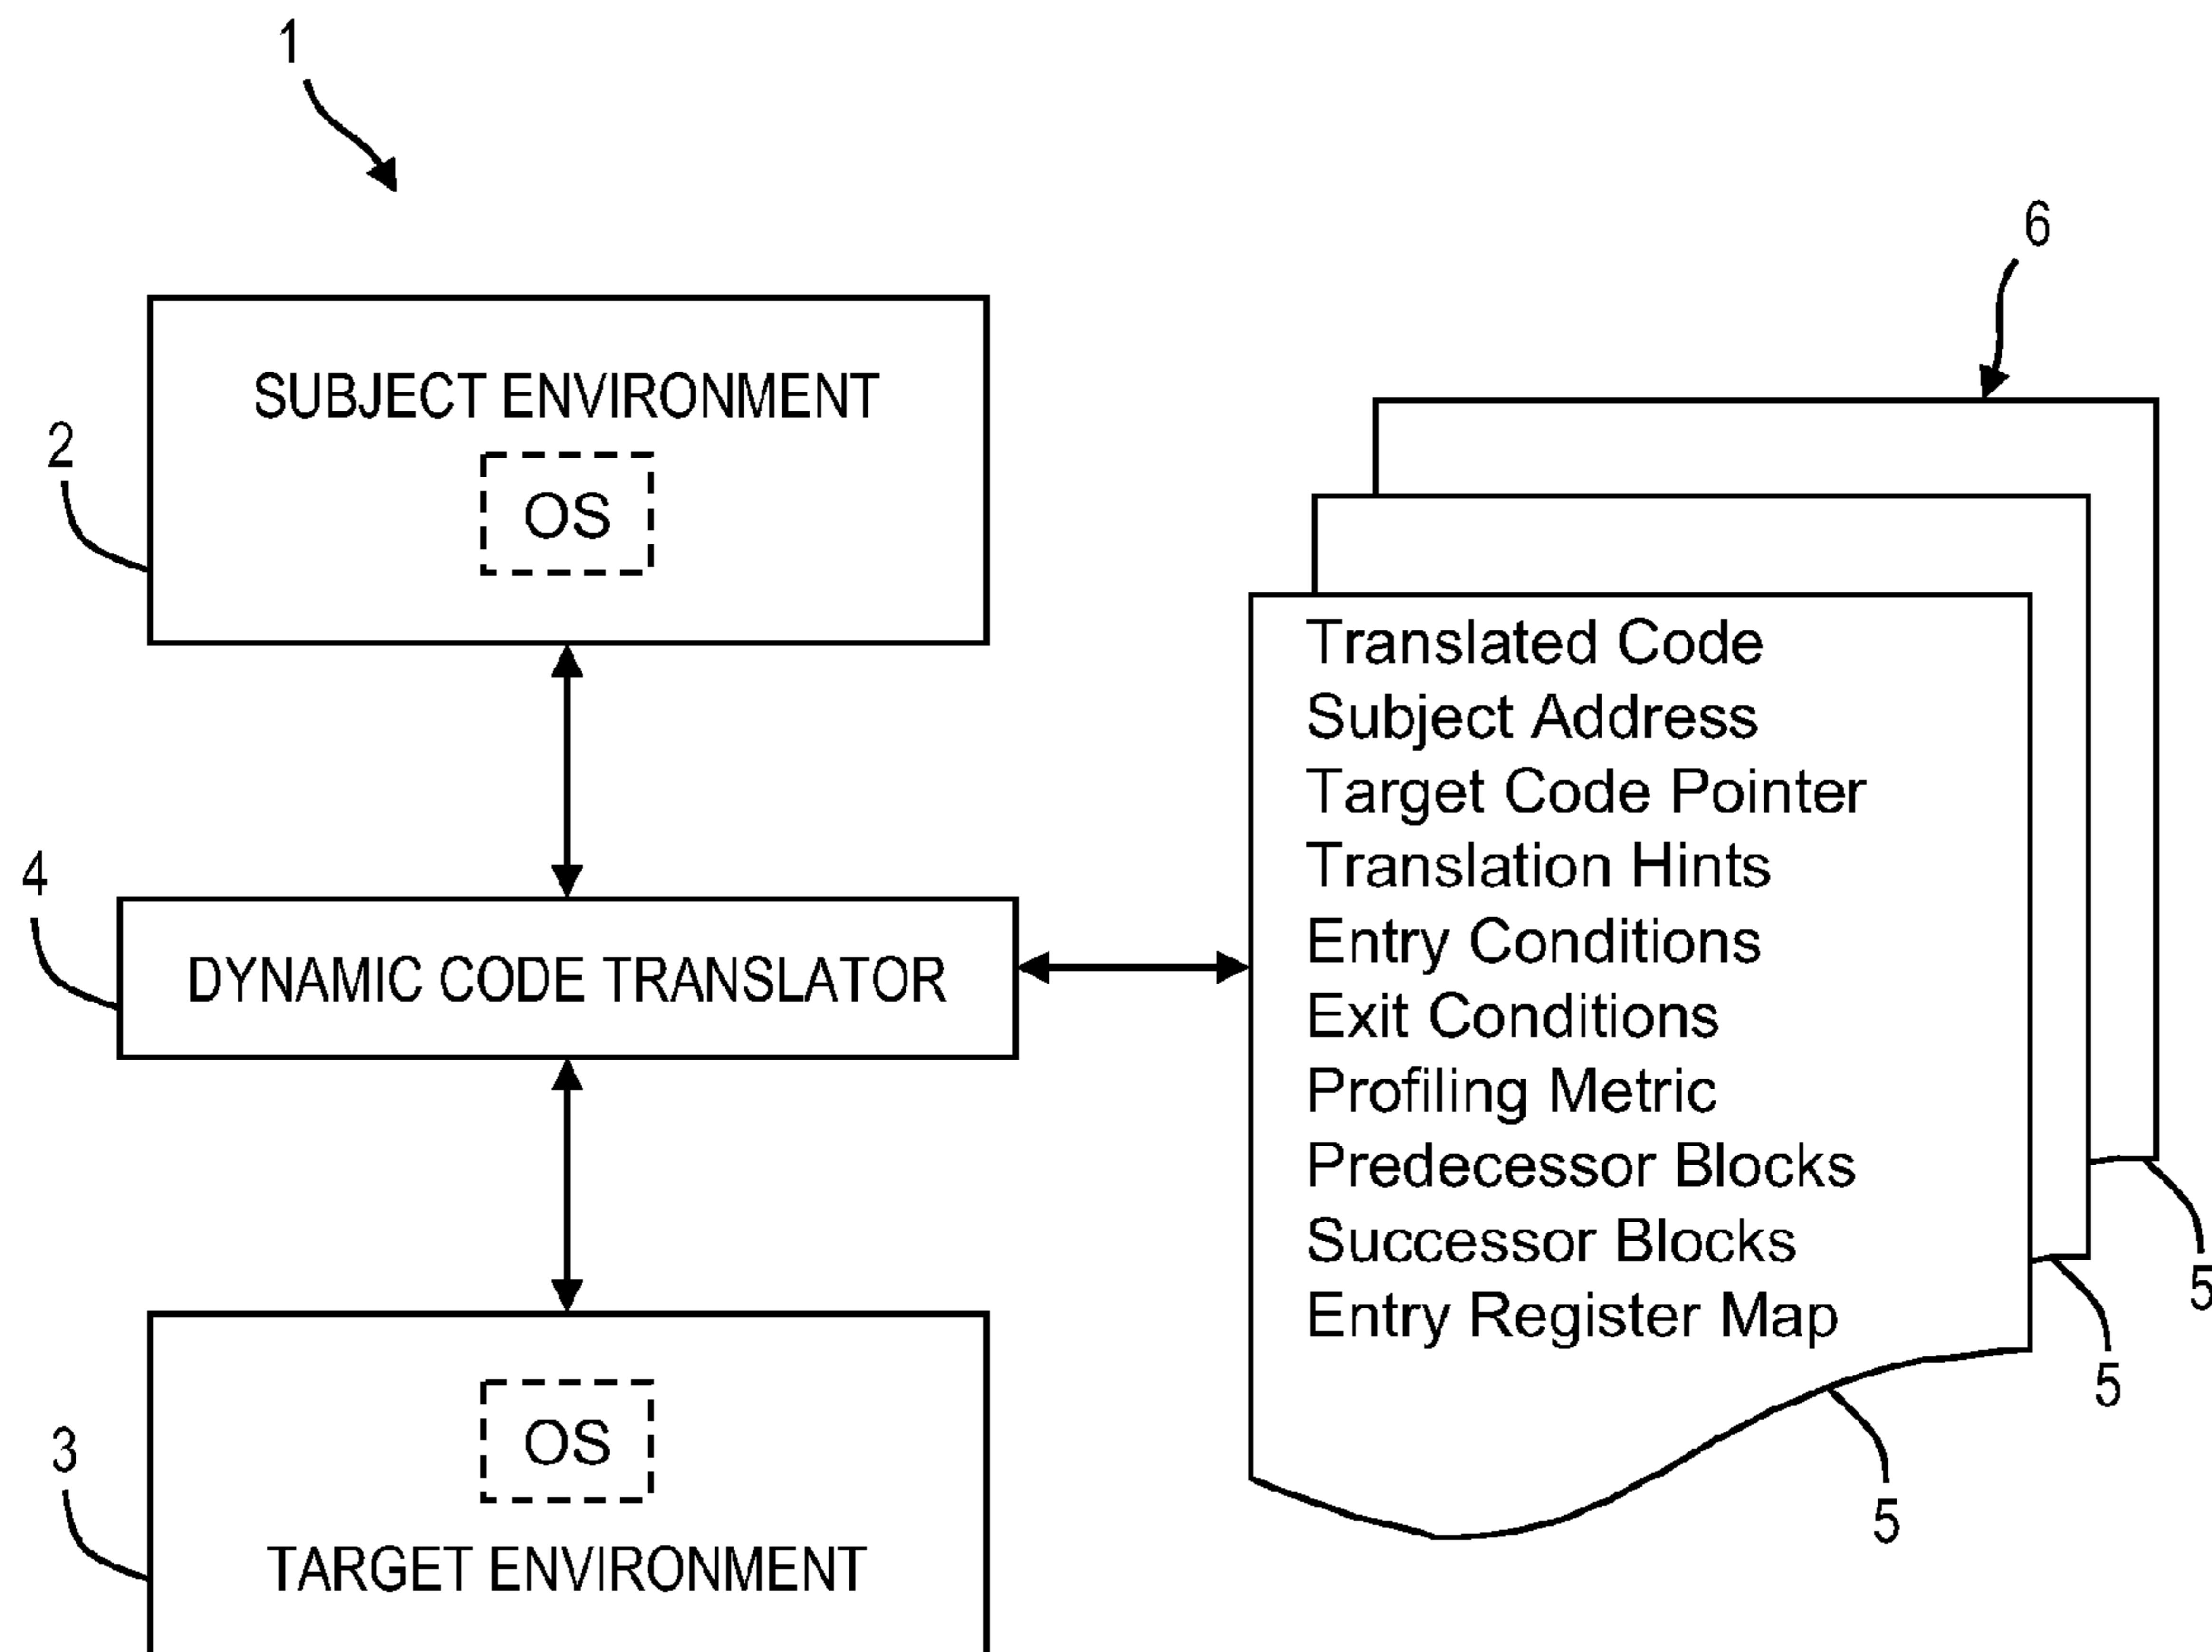 1
6
SUBJECT ENVIRONMENT
2
OS
Translated Code
Subject Address
Target Code Pointer
Translation Hints
Entry Conditions
Exit Conditions
Profiling Metric
Predecessor Blocks
Successor Blocks
Entry Register Map
4
DYNAMIC CODE TRANSLATOR
5
5
5
3
OS
TARGET ENVIRONMENT